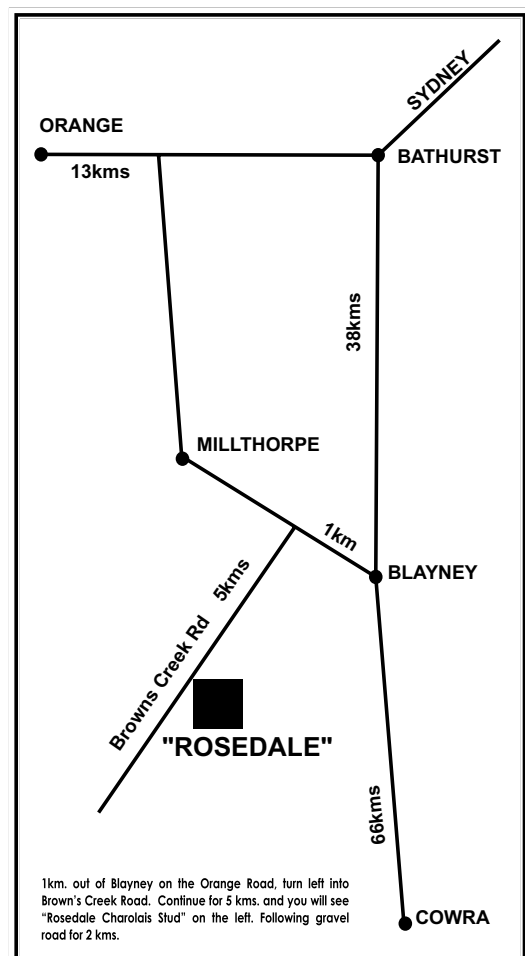 SYDNEY
ORANGE
BATHURST
13kms
38kms
MILLTHORPE
1km
BLAYNEY
5kms
Browns Creek Rd
"ROSEDALE"
66kms
1km. out of Blayney on the Orange Road, turn left into
Brown's Creek Road. Continue for 5 kms. and you will see
“Rosedale Charolais Stud” on the left. Following gravel
road for 2 kms.
COWRA